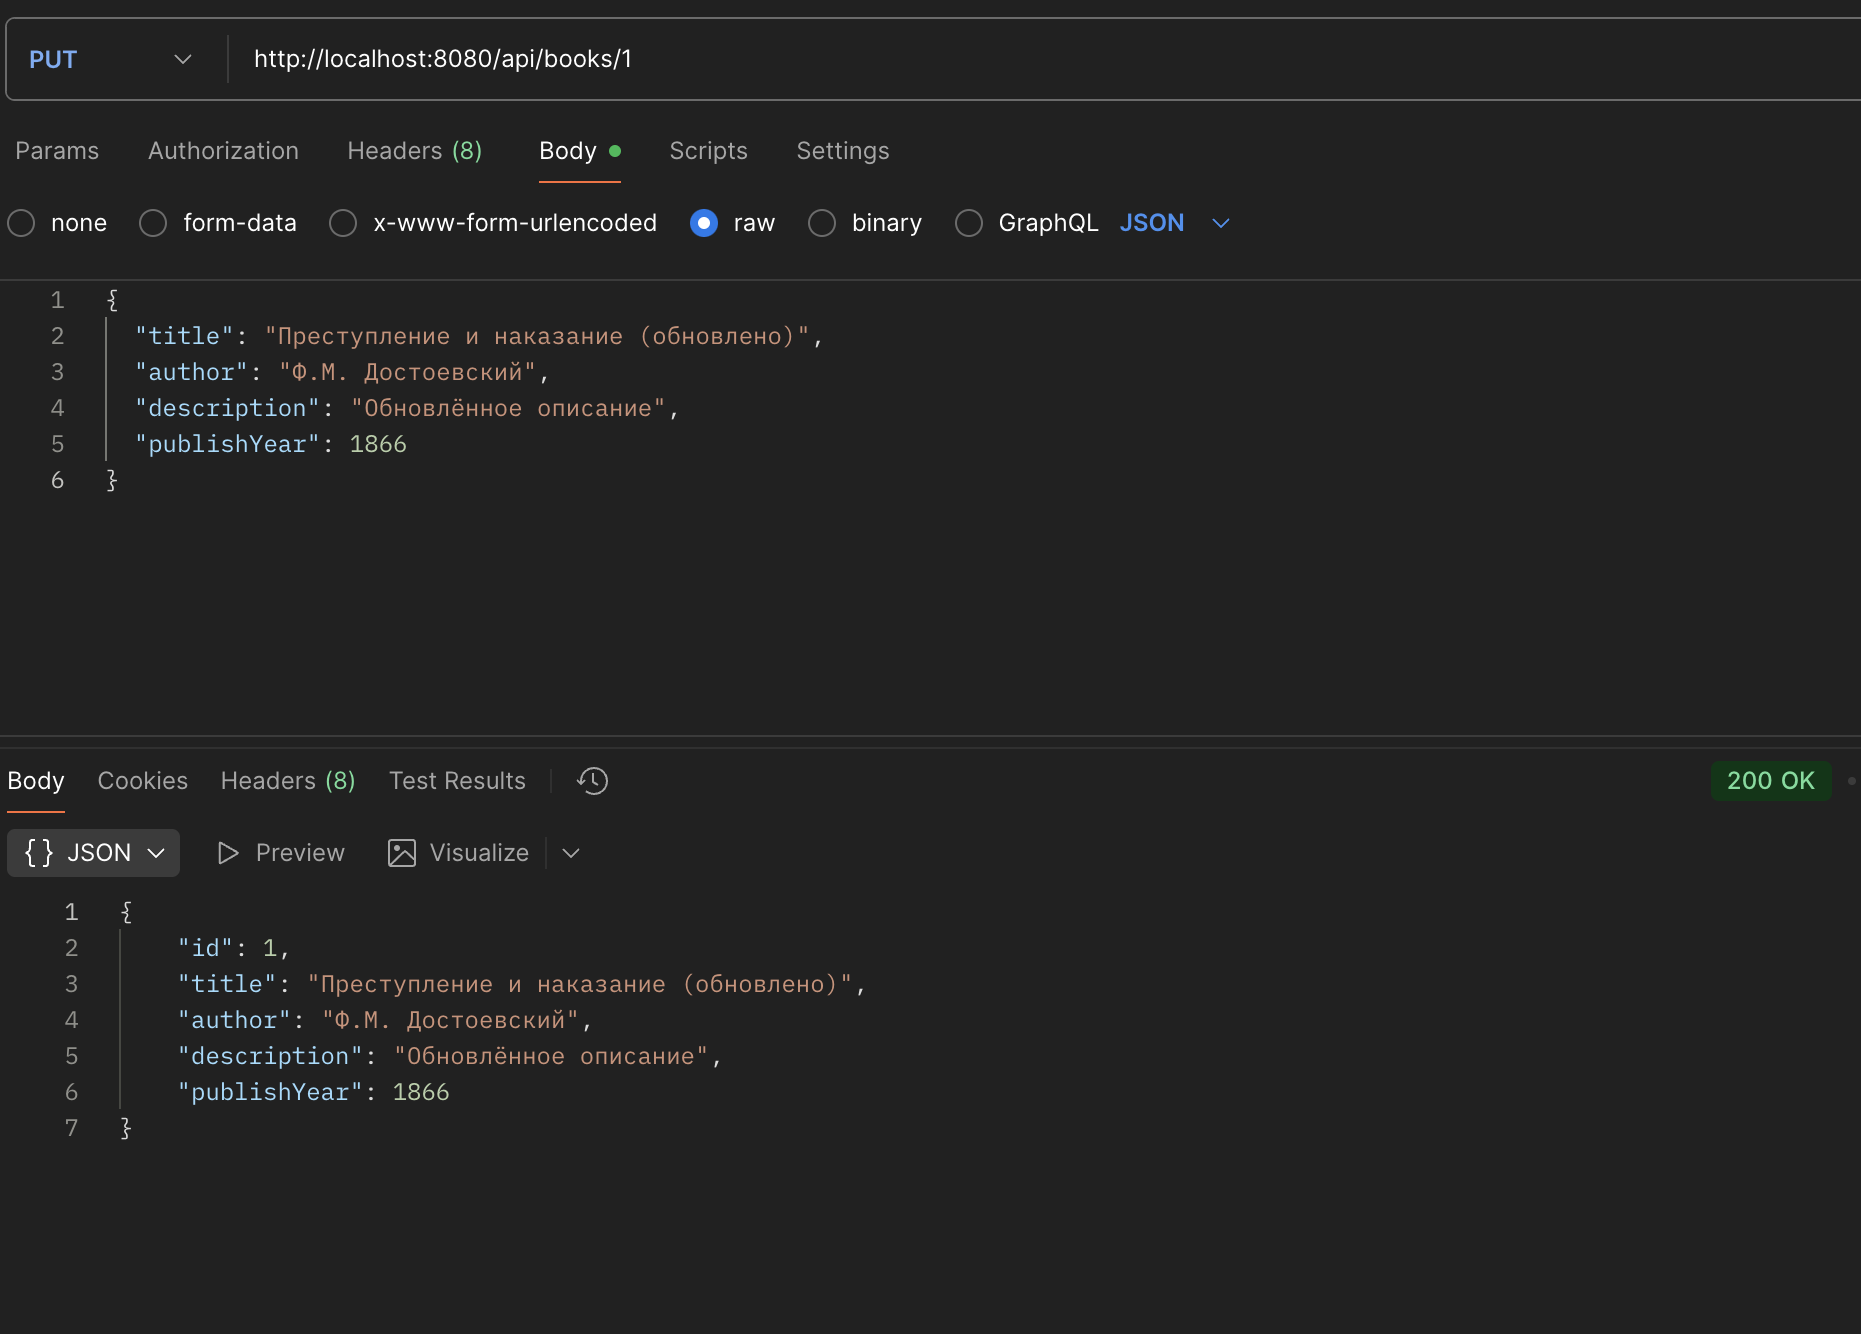 PUT http://localhost:8080/api/books/1
Params Authorization Headers (8) Body Scripts Settings
none form-data x-www-form-urlencoded raw binary GraphQL JSON
1 {
2 "title": "Преступление и наказание (обновлено)",
3 "author": "Ф.М. Достоевский",
4 "description": "Обновлённое описание",
5 "publishYear": 1866
6 }
Body Cookies Headers (8) Test Results 200 OK
{} JSON Preview Visualize
1 {
2 "id": 1,
3 "title": "Преступление и наказание (обновлено)",
4 "author": "Ф.М. Достоевский",
5 "description": "Обновлённое описание",
6 "publishYear": 1866
7 }